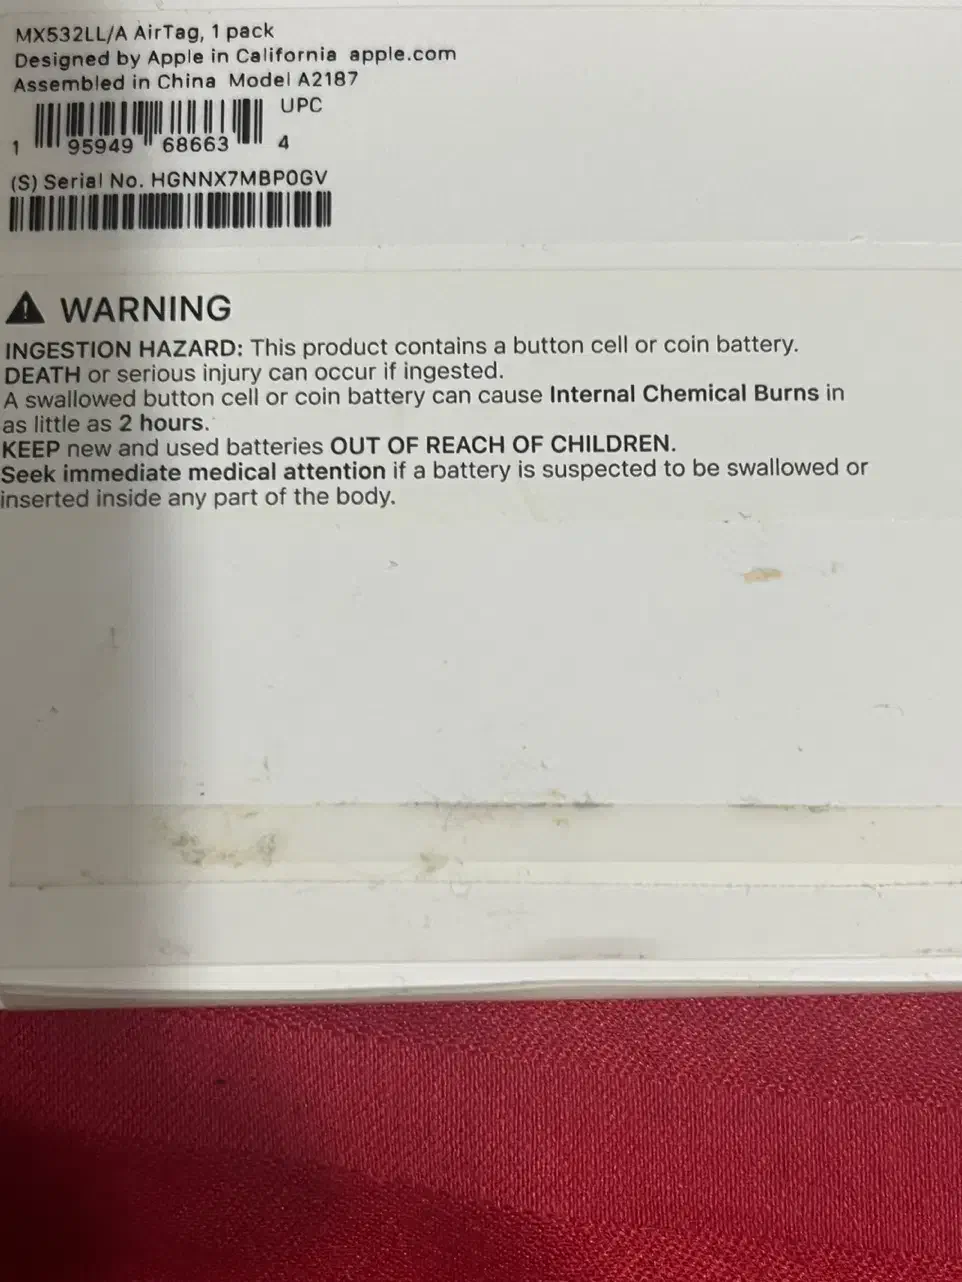 MX532LL/A AirTag, 1 pack
Designed by Apple in California apple.com
Assembled in China Model A2187
UPC
1 95949 68663 4
(S) Serial No. HGNNX7MBP0GV
WARNING
INGESTION HAZARD: This product contains a button cell or coin battery.
DEATH or serious injury can occur if ingested.
A swallowed button cell or coin battery can cause Internal Chemical Burns in
as little as 2 hours.
KEEP new and used batteries OUT OF REACH OF CHILDREN.
Seek immediate medical attention if a battery is suspected to be swallowed or
inserted inside any part of the body.